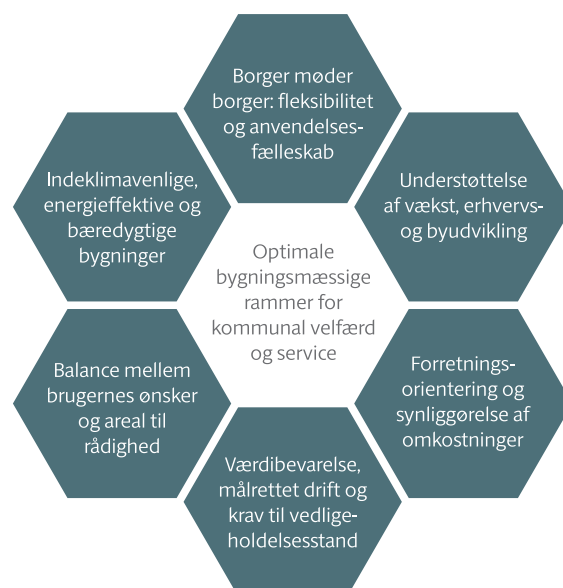 Borger møder
borger: fleksibilitet
og anvendelses-
fælleskab
Indeklimavenlige,
energieffektive og
bæredygtige
bygninger
Understøttelse
af vækst, erhvervs-
og byudvikling
Optimale
bygningsmæssige
rammer for
kommunal velfærd
og service
Balance mellem
brugernes ønsker
og areal til
rådighed
Forretnings-
orientering og
synliggørelse af
omkostninger
Værdibevarelse,
målrettet drift og
krav til vedlige-
holdelsesstand